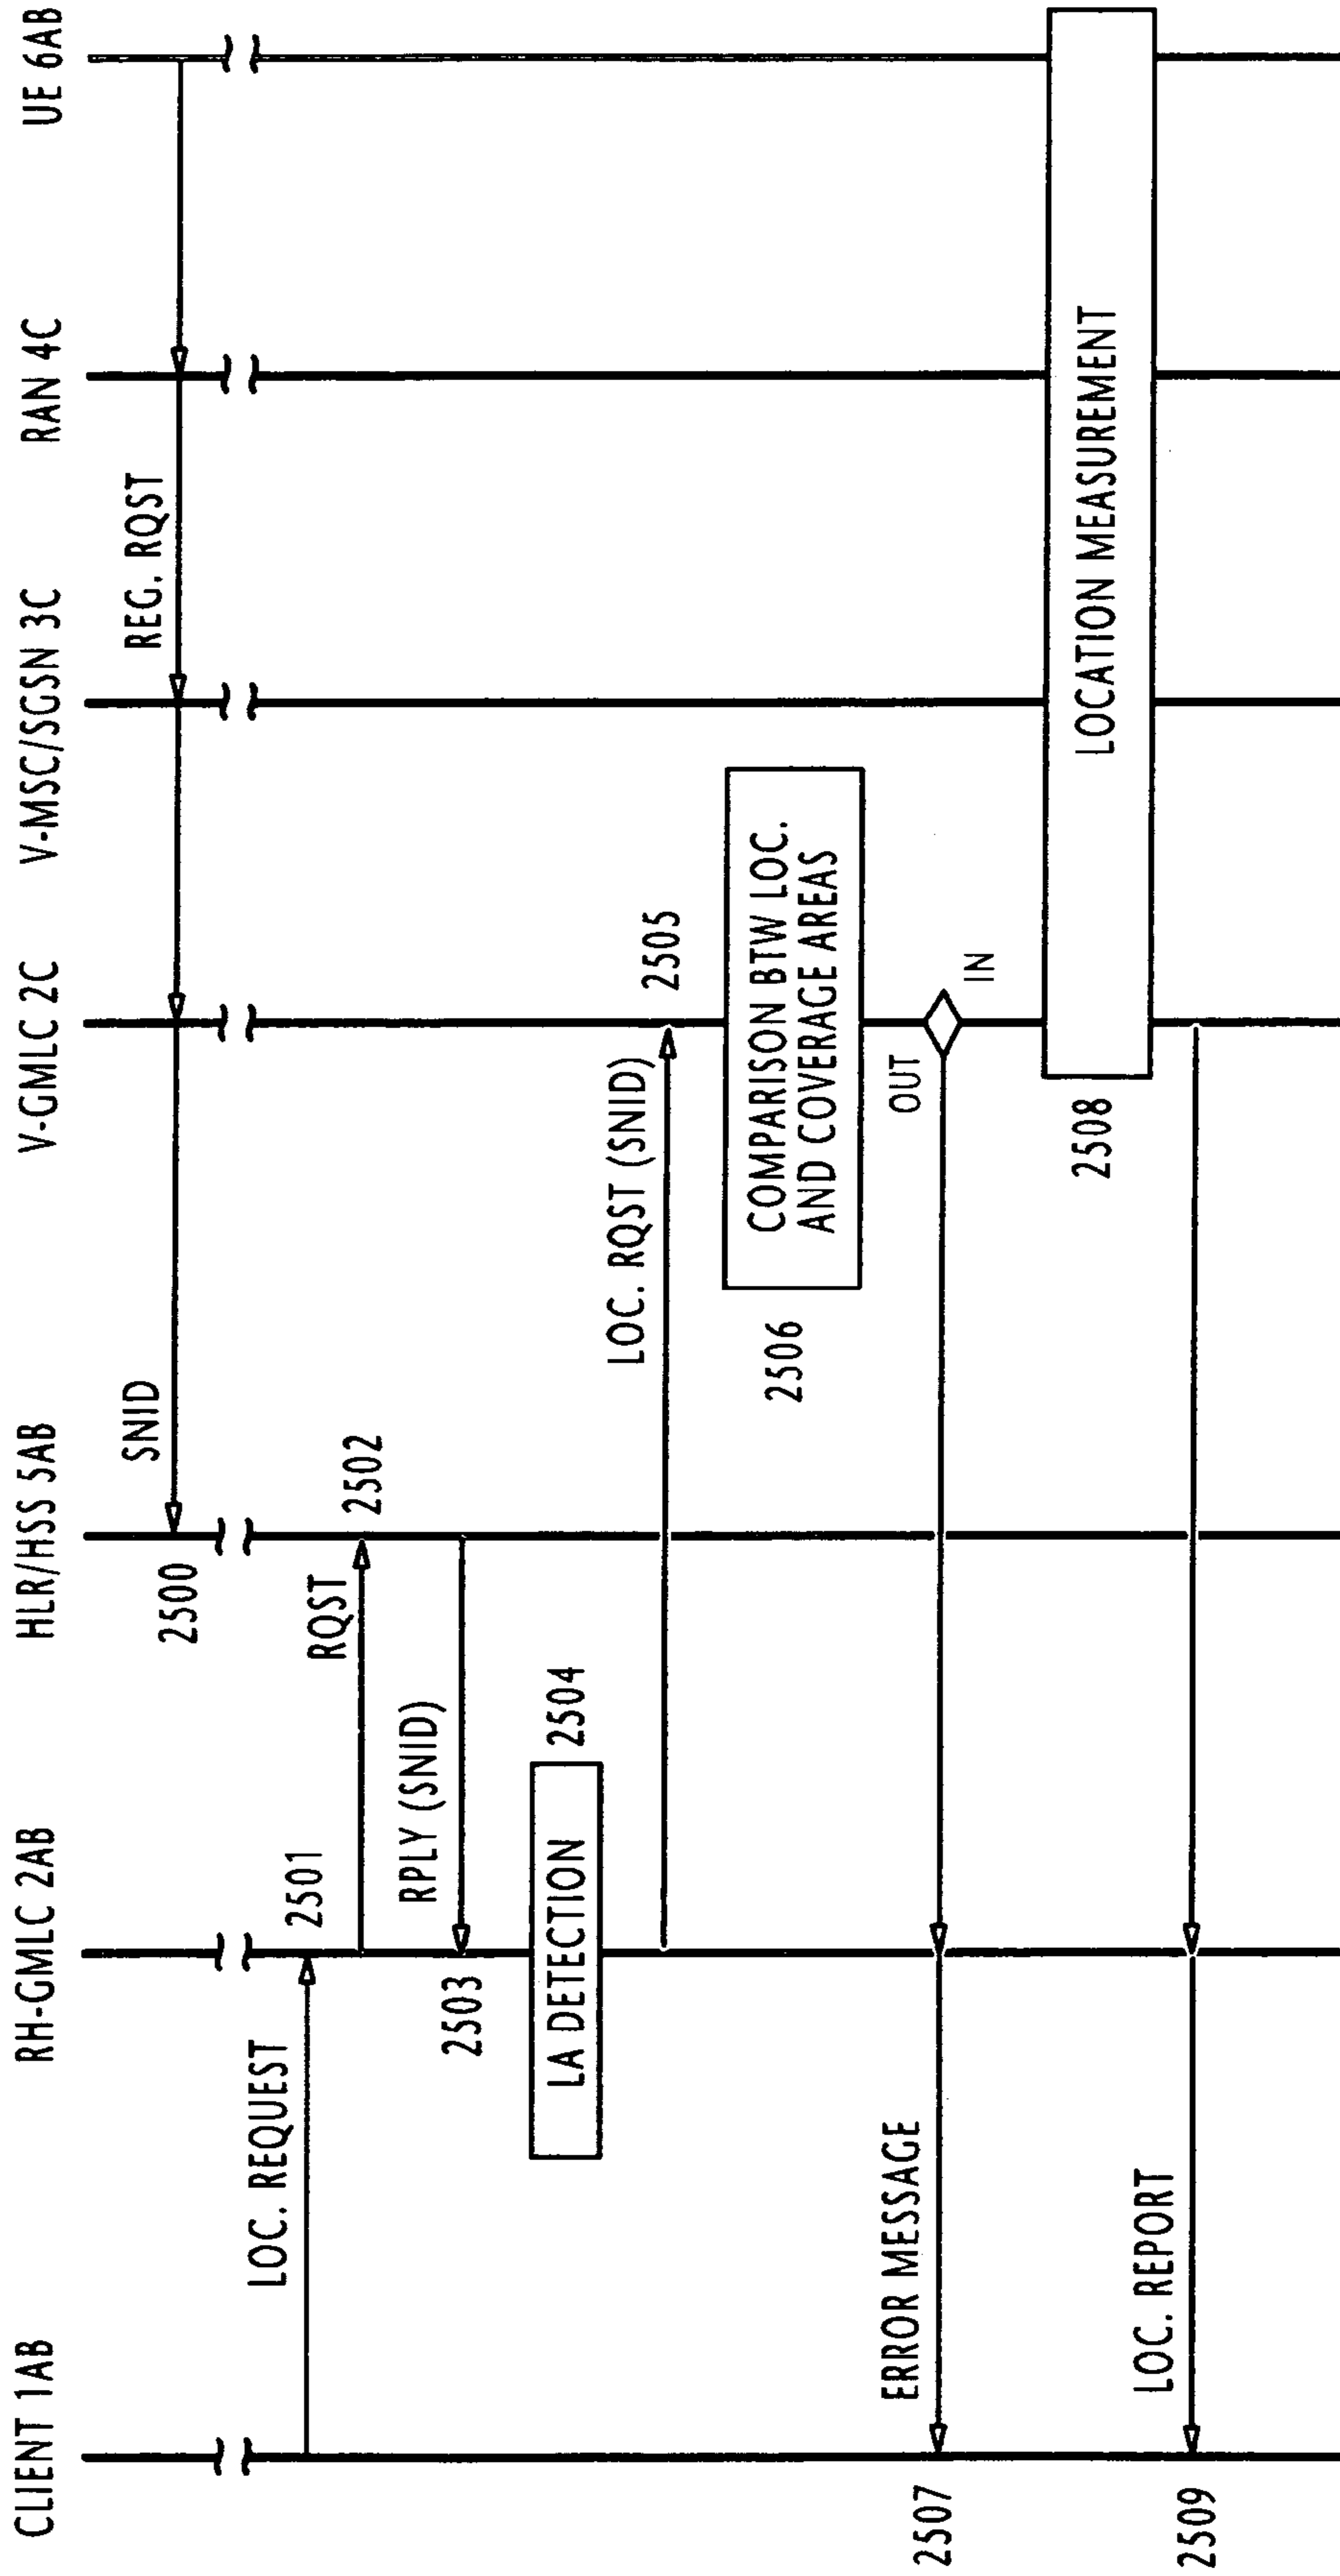 CLIENT 1AB
RH-GMLC 2AB
HLR/HSS 5AB
V-GMLC 2C
V-MSC/SGSN 3C
RAN 4C
UE 6AB
SNID
REG. RQST
2500
LOC. REQUEST
2501
RQST
2502
RPLY (SNID)
2503
LA DETECTION
2504
LOC. RQST (SNID)
2505
2506
COMPARISON BTW LOC.
AND COVERAGE AREAS
2507
ERROR MESSAGE
OUT
IN
2508
LOCATION MEASUREMENT
2509
LOC. REPORT